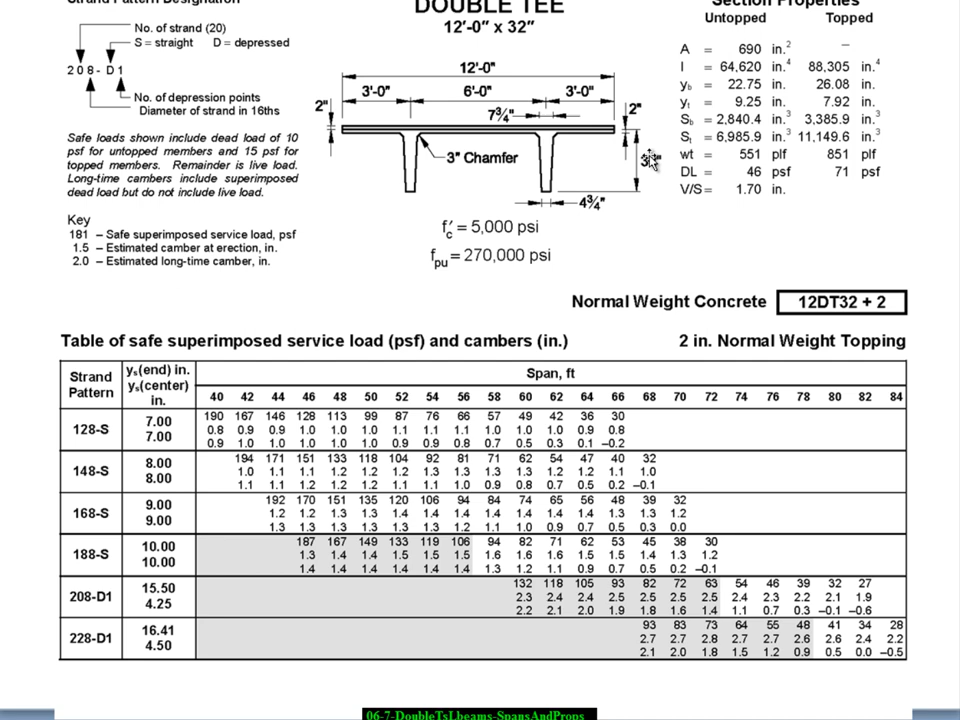 Strand Pattern Designation
No. of strand (20)
S = straight D = depressed
2 0 8 - D 1
No. of depression points
Diameter of strand in 16ths
Safe loads shown include dead load of 10
psf for untopped members and 15 psf for
topped members. Remainder is live load.
Long-time cambers include superimposed
dead load but do not include live load.
Key
181 – Safe superimposed service load, psf
1.5 – Estimated camber at erection, in.
2.0 – Estimated long-time camber, in.
DOUBLE TEE
12'-0" x 32"
12'-0"
3'-0" 6'-0" 3'-0"
2" 7¾" 2"
3" Chamfer
4¾"
f′c = 5,000 psi
fpu = 270,000 psi
Section Properties
Untopped Topped
A = 690 in.² –
I = 64,620 in.⁴ 88,305 in.⁴
yb = 22.75 in. 26.08 in.
yt = 9.25 in. 7.92 in.
Sb = 2,840.4 in.³ 3,385.9 in.³
St = 6,985.9 in.³ 11,149.6 in.³
wt = 551 plf 851 plf
DL = 46 psf 71 psf
V/S = 1.70 in.
Normal Weight Concrete 12DT32 + 2
Table of safe superimposed service load (psf) and cambers (in.) 2 in. Normal Weight Topping
Strand Pattern ys(end) in. ys(center) in. Span, ft
40 42 44 46 48 50 52 54 56 58 60 62 64 66 68 70 72 74 76 78 80 82 84
128-S 7.00 7.00
190 167 146 128 113 99 87 76 66 57 49 42 36 30
0.8 0.9 0.9 1.0 1.0 1.0 1.1 1.1 1.1 1.0 1.0 1.0 0.9 0.8
0.9 1.0 1.0 1.0 1.0 1.0 0.9 0.9 0.8 0.7 0.5 0.3 0.1 –0.2
148-S 8.00 8.00
194 171 151 133 118 104 92 81 71 62 54 47 40 32
1.0 1.1 1.1 1.2 1.2 1.2 1.3 1.3 1.3 1.3 1.2 1.2 1.1 1.0
1.1 1.1 1.2 1.2 1.2 1.1 1.1 1.0 0.9 0.8 0.7 0.5 0.2 –0.1
168-S 9.00 9.00
192 170 151 135 120 106 94 84 74 65 56 48 39 32
1.2 1.2 1.3 1.3 1.4 1.4 1.4 1.4 1.4 1.4 1.4 1.3 1.3 1.2
1.3 1.3 1.3 1.3 1.3 1.3 1.2 1.1 1.0 0.9 0.7 0.5 0.3 0.0
188-S 10.00 10.00
187 167 149 133 119 106 94 82 71 62 53 45 38 30
1.3 1.4 1.4 1.5 1.5 1.5 1.6 1.6 1.6 1.5 1.5 1.4 1.3 1.2
1.4 1.4 1.4 1.4 1.4 1.4 1.3 1.2 1.1 0.9 0.7 0.5 0.2 –0.1
208-D1 15.50 4.25
132 118 105 93 82 72 63 54 46 39 32 27
2.3 2.4 2.4 2.5 2.5 2.5 2.5 2.4 2.3 2.2 2.1 1.9
2.2 2.1 2.0 1.9 1.8 1.6 1.4 1.1 0.7 0.3 –0.1 –0.6
228-D1 16.41 4.50
93 83 73 64 55 48 41 34 28
2.7 2.7 2.8 2.7 2.7 2.6 2.6 2.4 2.2
2.1 2.0 1.8 1.5 1.2 0.9 0.5 0.0 –0.5
06-7-DoubleTsLbeams-SpansAndProps